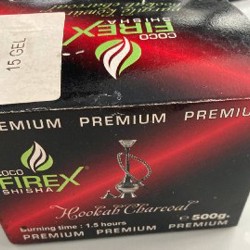 15 GEL
COCO
FIREX
SHISHA
PREMIUM PREMIUM PREMIUM
COCO
FIREX
SHISHA
Hookah Charcoal
burning time : 1.5 hours
℮ 500g.
PREMIUM PREMIUM PREMIUM